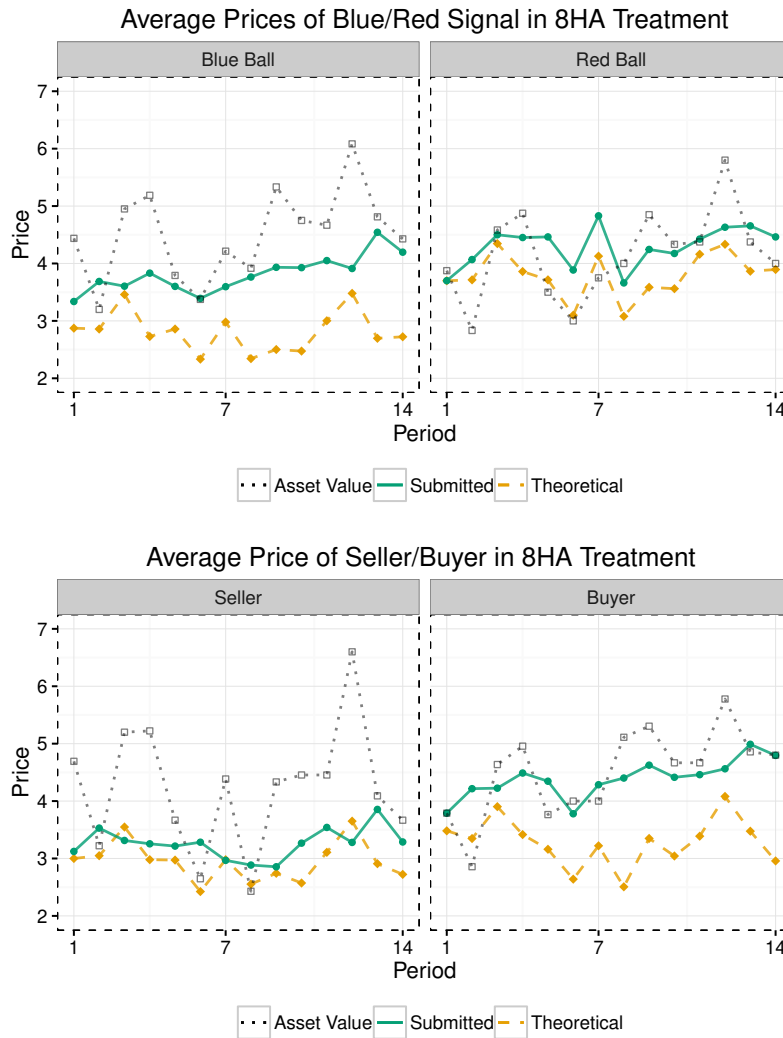 Average Prices of Blue/Red Signal in 8HA Treatment
Blue Ball
Red Ball
Price
7
6
5
4
3
2
1
7
14
1
7
14
Period
Asset Value
Submitted
Theoretical
Average Price of Seller/Buyer in 8HA Treatment
Seller
Buyer
Price
7
6
5
4
3
2
1
7
14
1
7
14
Period
Asset Value
Submitted
Theoretical